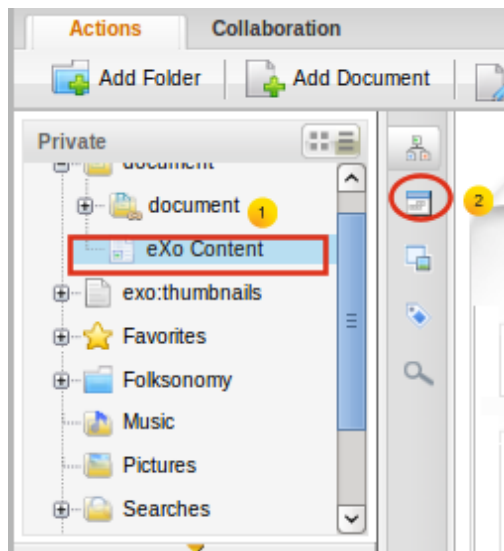 Actions Collaboration
Add Folder Add Document
Private
document
document 1
2
eXo Content
exo:thumbnails
Favorites
Folksonomy
Music
Pictures
Searches